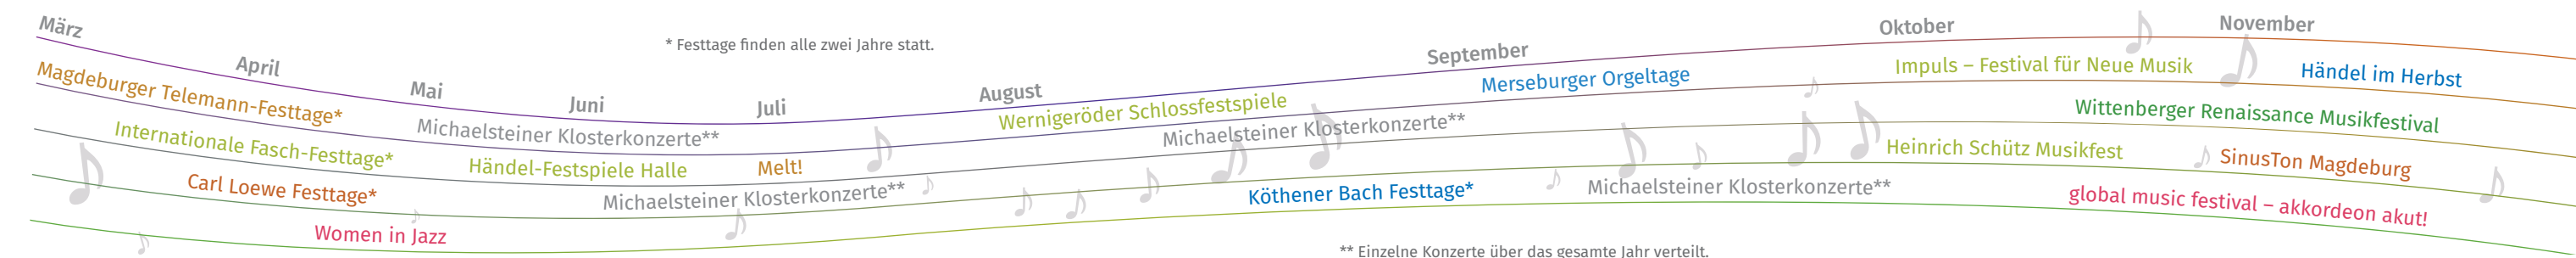 März
April
Mai
Juni
Juli
August
September
Oktober
November
* Festtage finden alle zwei Jahre statt.
Magdeburger Telemann-Festtage*
Michaelsteiner Klosterkonzerte**
Wernigeröder Schlossfestspiele
Merseburger Orgeltage
Impuls – Festival für Neue Musik
Händel im Herbst
Internationale Fasch-Festtage*
Händel-Festspiele Halle
Melt!
Michaelsteiner Klosterkonzerte**
Wittenberger Renaissance Musikfestival
Carl Loewe Festtage*
Michaelsteiner Klosterkonzerte**
Heinrich Schütz Musikfest
SinusTon Magdeburg
Women in Jazz
Köthener Bach Festtage*
Michaelsteiner Klosterkonzerte**
global music festival – akkordeon akut!
** Einzelne Konzerte über das gesamte Jahr verteilt.